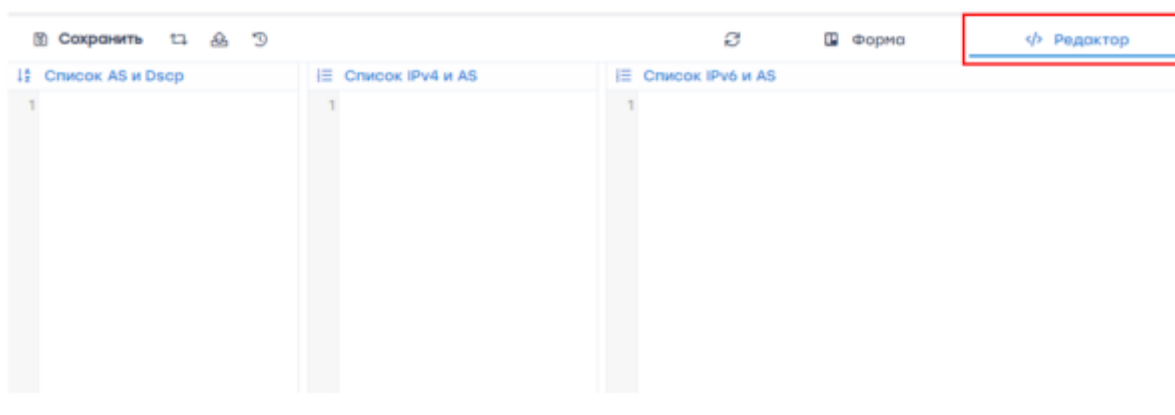 Сохранить Форма </> Редактор
Список AS и Dscp Список IPv4 и AS Список IPv6 и AS
1 1 1